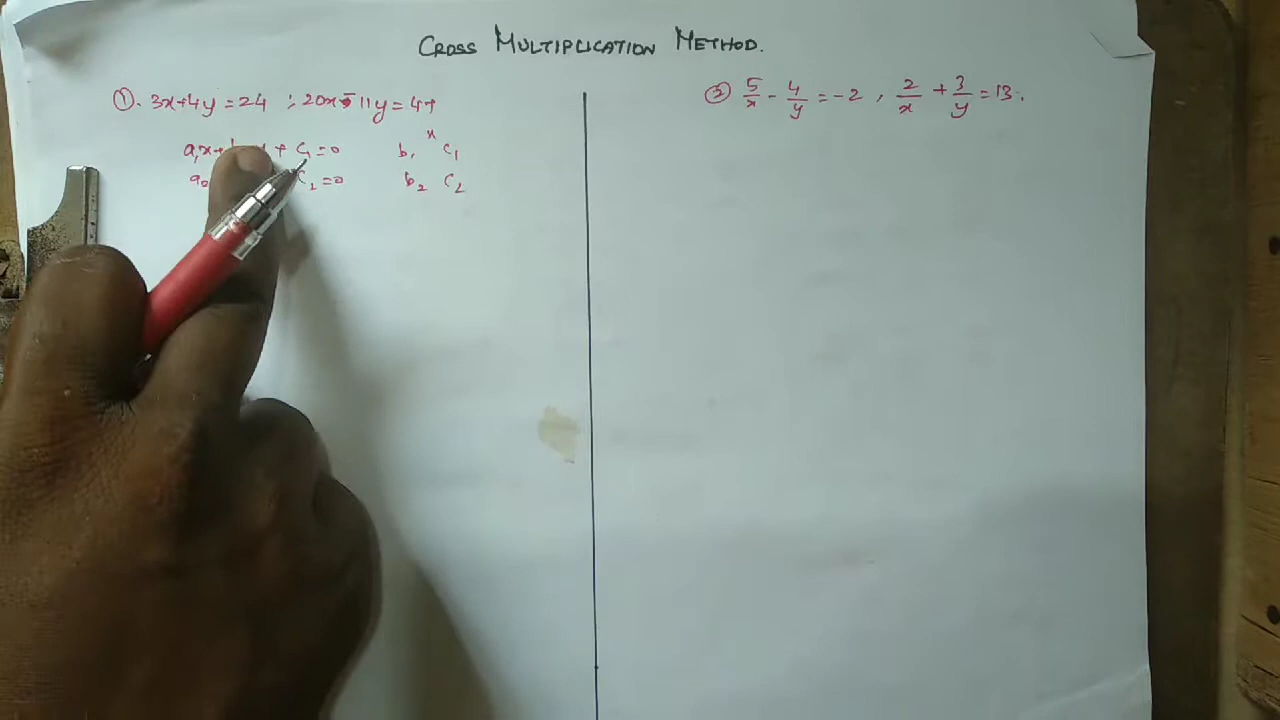 CROSS MULTIPLICATION METHOD.
①. 3x+4y=24 ; 20x-11y=47
a₁x+ + c₁=0 b₁ x c₁
c₂=0 b₂ c₂
② 5/x - 4/y = -2 , 2/x + 3/y = 13.